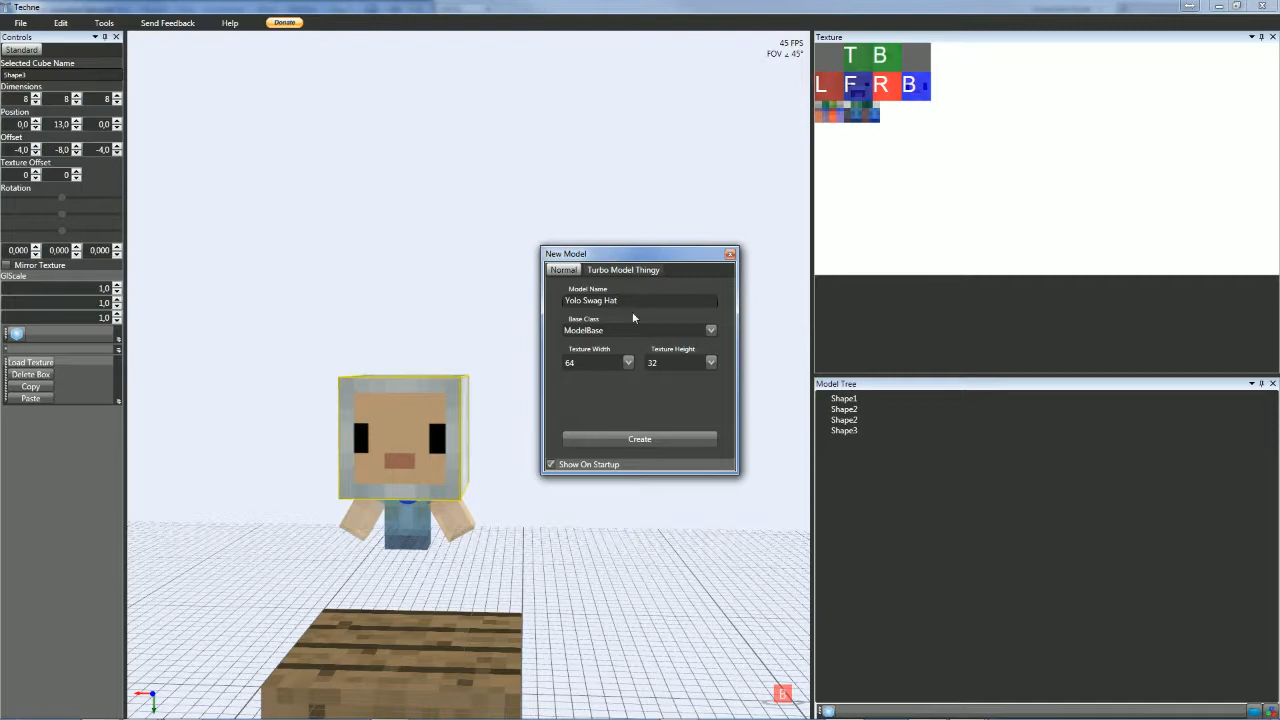 Techne
File Edit Tools Send Feedback Help Donate
Controls
Standard
Selected Cube Name
Shape3
Dimensions
8 8 8
Position
0,0 13,0 0,0
Offset
-4,0 -8,0 -4,0
Texture Offset
0 0
Rotation
0,000 0,000 0,000
Mirror Texture
GlScale
1,0
1,0
1,0
Load Texture
Delete Box
Copy
Paste
45 FPS
FOV ∠ 45°
New Model
Normal Turbo Model Thingy
Model Name
Yolo Swag Hat
Base Class
ModelBase
Texture Width Texture Height
64 32
Create
Show On Startup
Texture
T B
L F R B
Model Tree
Shape1
Shape2
Shape2
Shape3